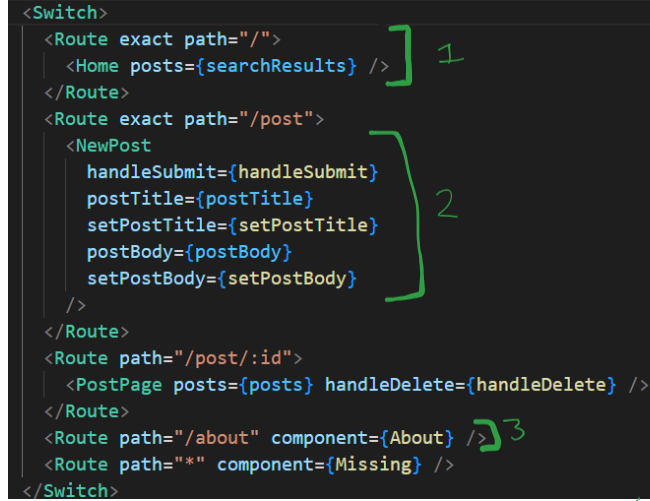 <Switch>
<Route exact path="/">
<Home posts={searchResults} />
1
</Route>
<Route exact path="/post">
<NewPost
handleSubmit={handleSubmit}
postTitle={postTitle}
2
setPostTitle={setPostTitle}
postBody={postBody}
setPostBody={setPostBody}
/>
</Route>
<Route path="/post/:id">
<PostPage posts={posts} handleDelete={handleDelete} />
</Route>
<Route path="/about" component={About} />
3
<Route path="*" component={Missing} />
</Switch>